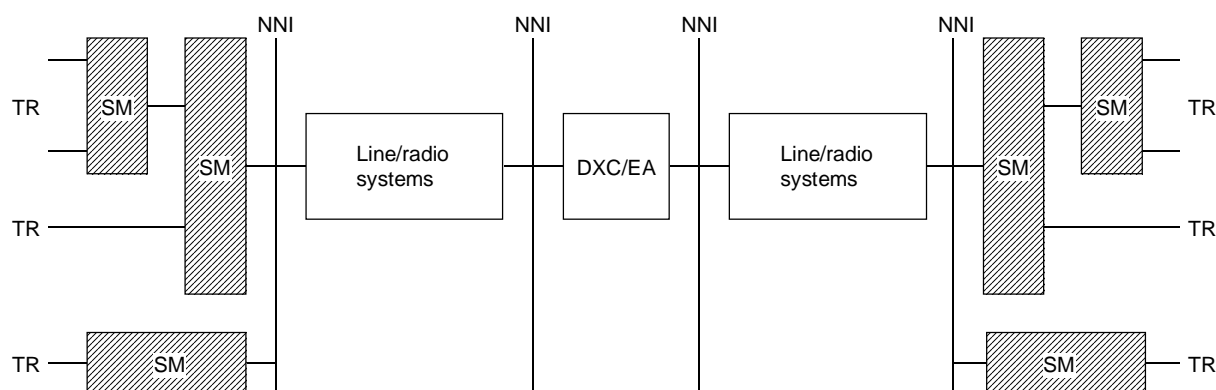 NNI NNI NNI NNI
TR SM SM TR
SM Line/radio
systems DXC/EA Line/radio
systems SM
TR TR
TR SM SM TR